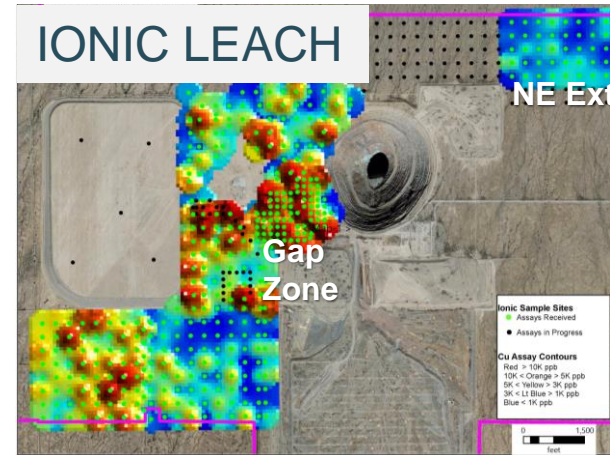 IONIC LEACH
NE Ext
Gap
Zone
Ionic Sample Sites
Assays Received
Assays in Progress
Cu Assay Contours
Red > 10K ppb
10K < Orange > 5K ppb
5K < Yellow > 3K ppb
3K < Lt Blue > 1K ppb
Blue < 1K ppb
0 1,500
feet